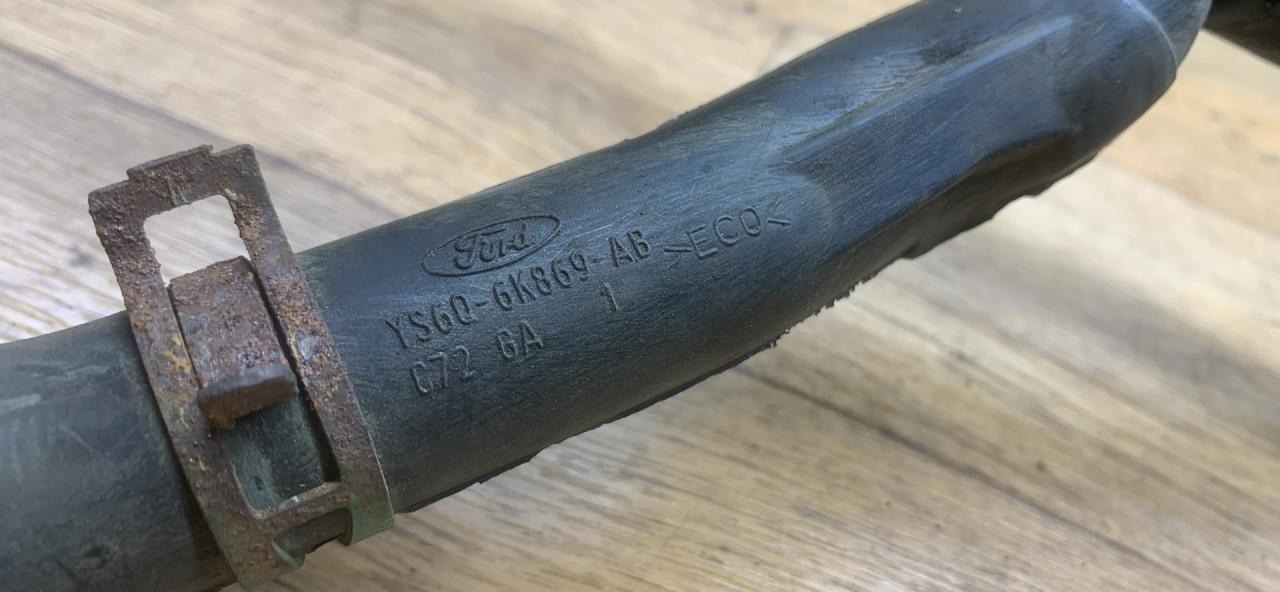 Ford
YS6Q-6K869-AB >ECO<
C72 GA 1